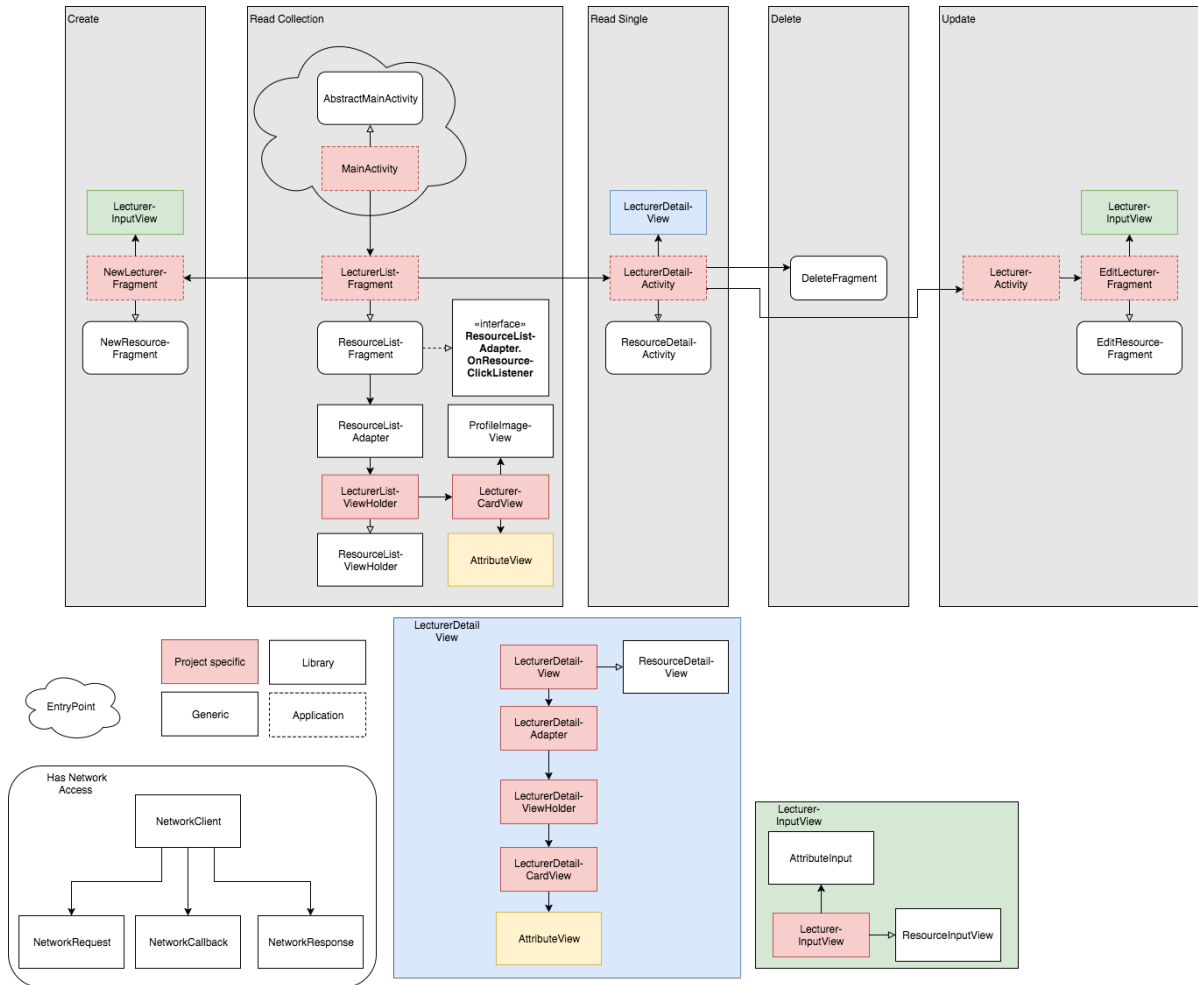 Create
Read Collection
Read Single
Delete
Update
AbstractMainActivity
MainActivity
Lecturer-
InputView
LecturerDetail-
View
Lecturer-
InputView
NewLecturer-
Fragment
LecturerList-
Fragment
LecturerDetail-
Activity
DeleteFragment
Lecturer-
Activity
EditLecturer-
Fragment
NewResource-
Fragment
ResourceList-
Fragment
«interface»
ResourceList-
Adapter.
OnResource-
ClickListener
ResourceDetail-
Activity
EditResource-
Fragment
ResourceList-
Adapter
ProfileImage-
View
LecturerList-
ViewHolder
Lecturer-
CardView
ResourceList-
ViewHolder
AttributeView
Project specific
Library
EntryPoint
Generic
Application
Has Network
Access
NetworkClient
NetworkRequest
NetworkCallback
NetworkResponse
LecturerDetail
View
LecturerDetail-
View
ResourceDetail-
View
LecturerDetail-
Adapter
LecturerDetail-
ViewHolder
LecturerDetail-
CardView
AttributeView
Lecturer-
InputView
AttributeInput
Lecturer-
InputView
ResourceInputView